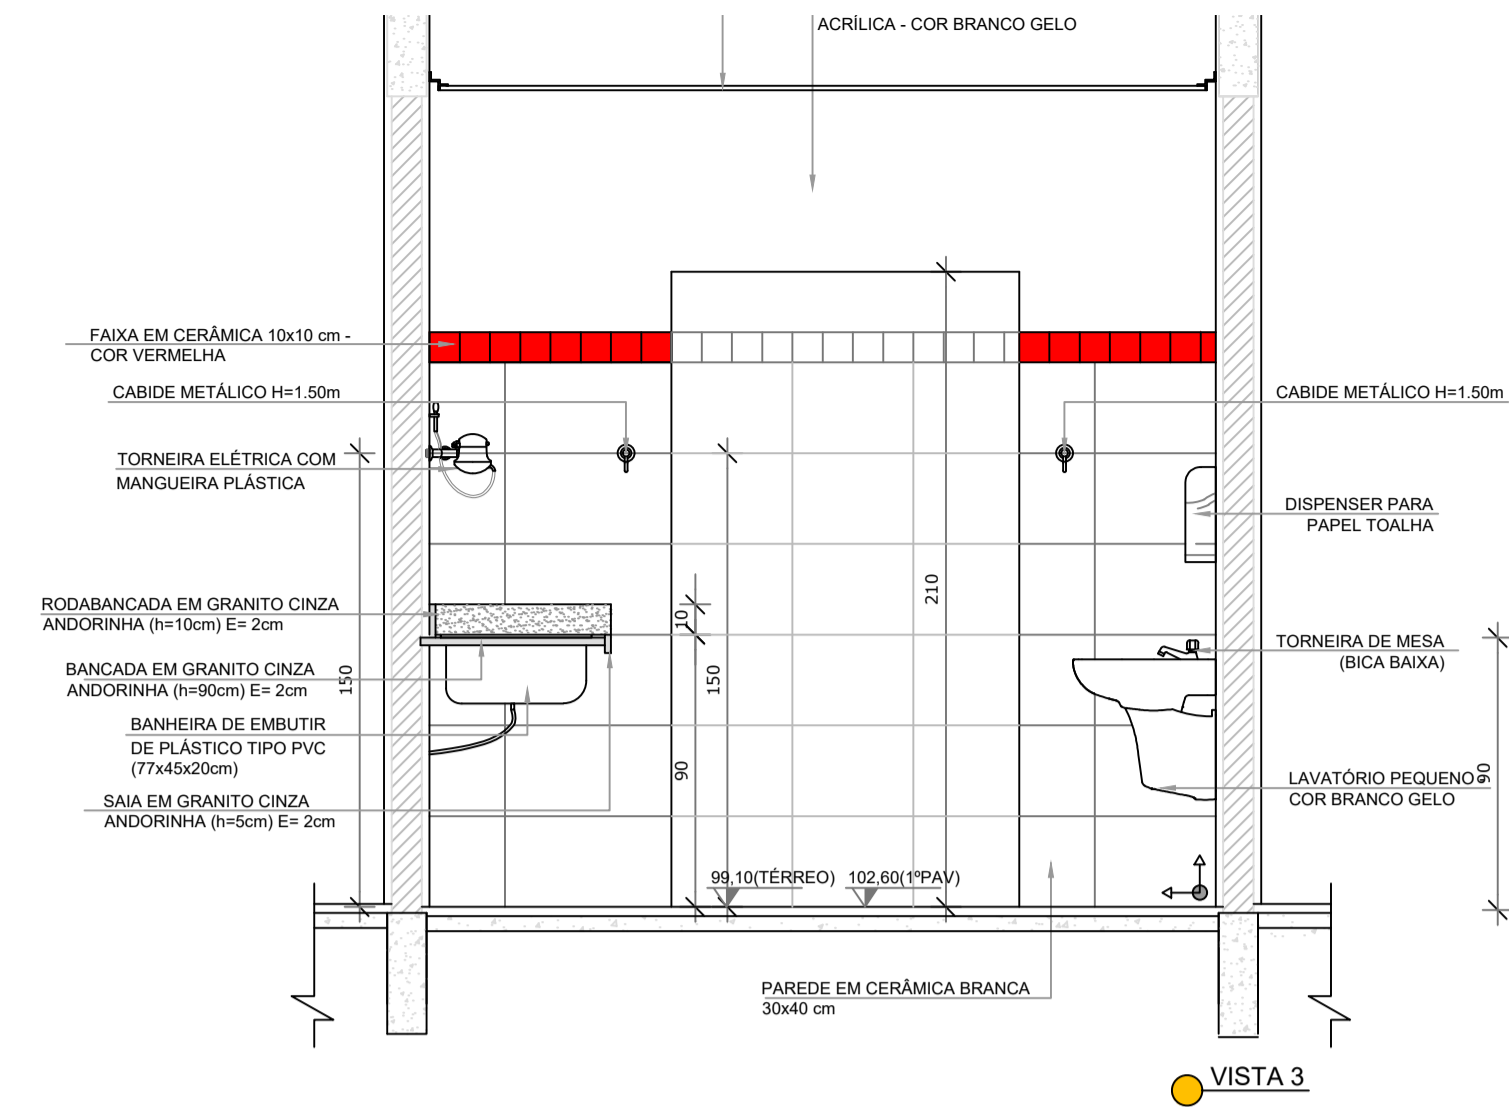 ACRÍLICA - COR BRANCO GELO
FAIXA EM CERÂMICA 10x10 cm -
COR VERMELHA
CABIDE METÁLICO H=1.50m
CABIDE METÁLICO H=1.50m
TORNEIRA ELÉTRICA COM
MANGUEIRA PLÁSTICA
DISPENSER PARA
PAPEL TOALHA
RODABANCADA EM GRANITO CINZA
ANDORINHA (h=10cm) E= 2cm
10
210
TORNEIRA DE MESA
(BICA BAIXA)
BANCADA EM GRANITO CINZA
ANDORINHA (h=90cm) E= 2cm
150
150
BANHEIRA DE EMBUTIR
DE PLÁSTICO TIPO PVC
(77x45x20cm)
90
90
LAVATÓRIO PEQUENO
COR BRANCO GELO
SAIA EM GRANITO CINZA
ANDORINHA (h=5cm) E= 2cm
99,10(TÉRREO)
102,60(1ºPAV)
PAREDE EM CERÂMICA BRANCA
30x40 cm
VISTA 3